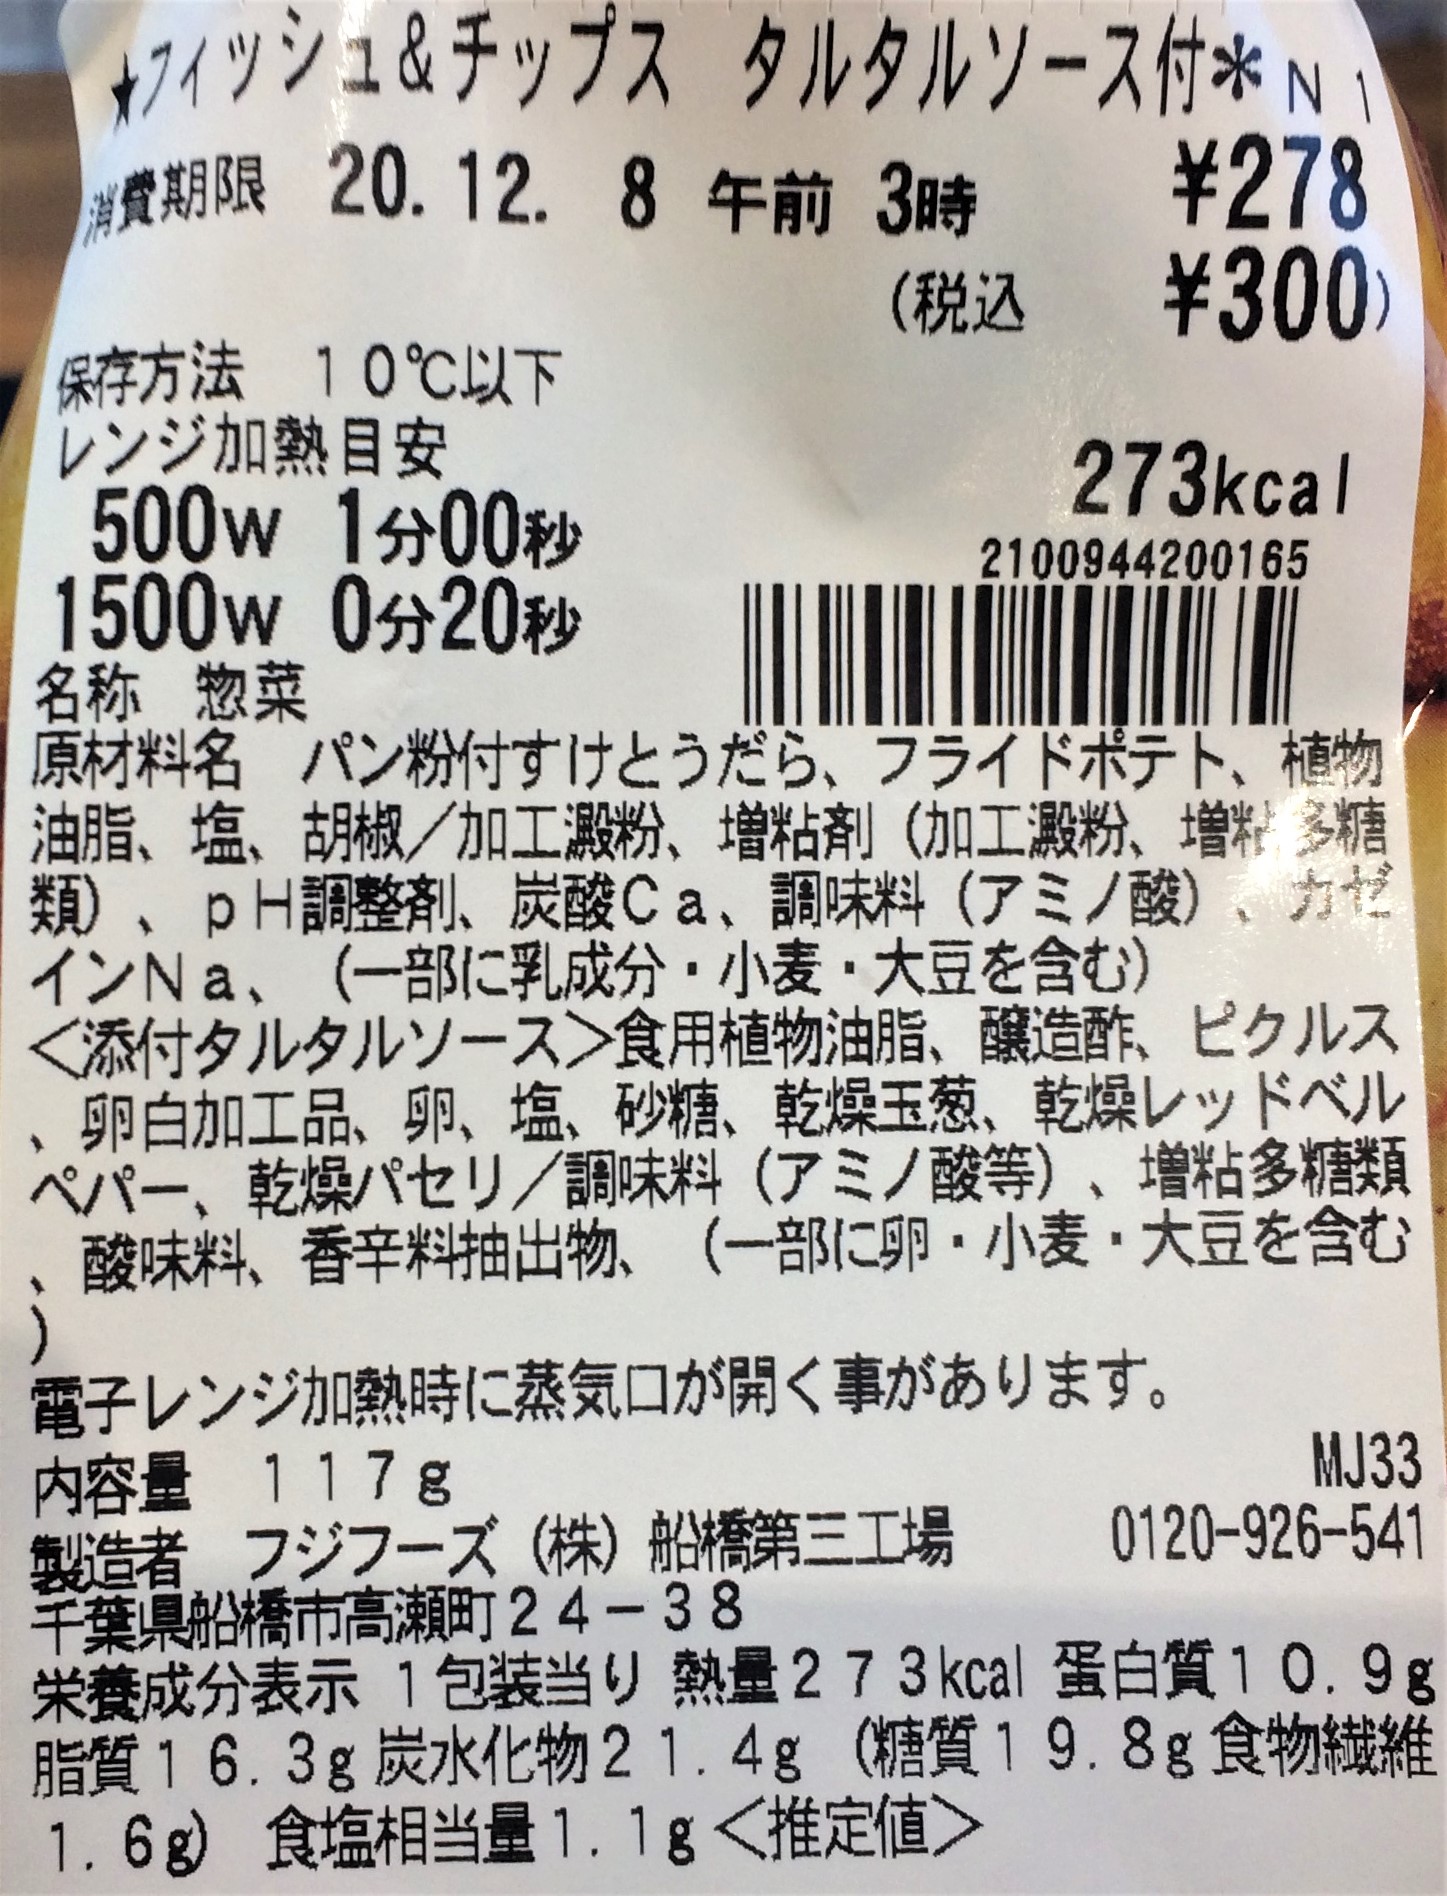 ★フィッシュ&チップス タルタルソース付＊N1
消費期限 20.12. 8 午前 3時 ¥278
(税込 ¥300)
保存方法 10℃以下
レンジ加熱目安
273kcal
500W 1分00秒
2100944200165
1500W 0分20秒
名称 惣菜
原材料名 パン粉付すけとうだら、フライドポテト、植物
油脂、塩、胡椒／加工澱粉、増粘剤（加工澱粉、増粘多糖
類）、pH調整剤、炭酸Ca、調味料（アミノ酸）、カゼ
インNa、（一部に乳成分・小麦・大豆を含む）
＜添付タルタルソース＞食用植物油脂、醸造酢、ピクルス
、卵白加工品、卵、塩、砂糖、乾燥玉葱、乾燥レッドベル
ペパー、乾燥パセリ／調味料（アミノ酸等）、増粘多糖類
、酸味料、香辛料抽出物、（一部に卵・小麦・大豆を含む
）
電子レンジ加熱時に蒸気口が開く事があります。
内容量 117g MJ33
製造者 フジフーズ（株）船橋第三工場 0120-926-541
千葉県船橋市高瀬町24－38
栄養成分表示 1包装当り 熱量273kcal 蛋白質10.9g
脂質16.3g 炭水化物21.4g（糖質19.8g 食物繊維
1.6g） 食塩相当量1.1g＜推定値＞